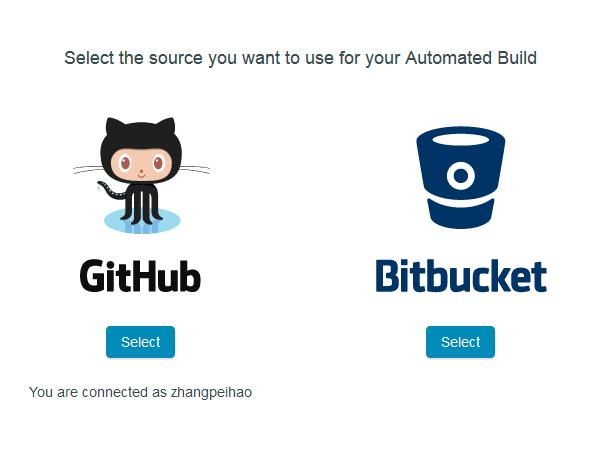 Select the source you want to use for your Automated Build
GitHub
Bitbucket
Select
Select
You are connected as zhangpeihao